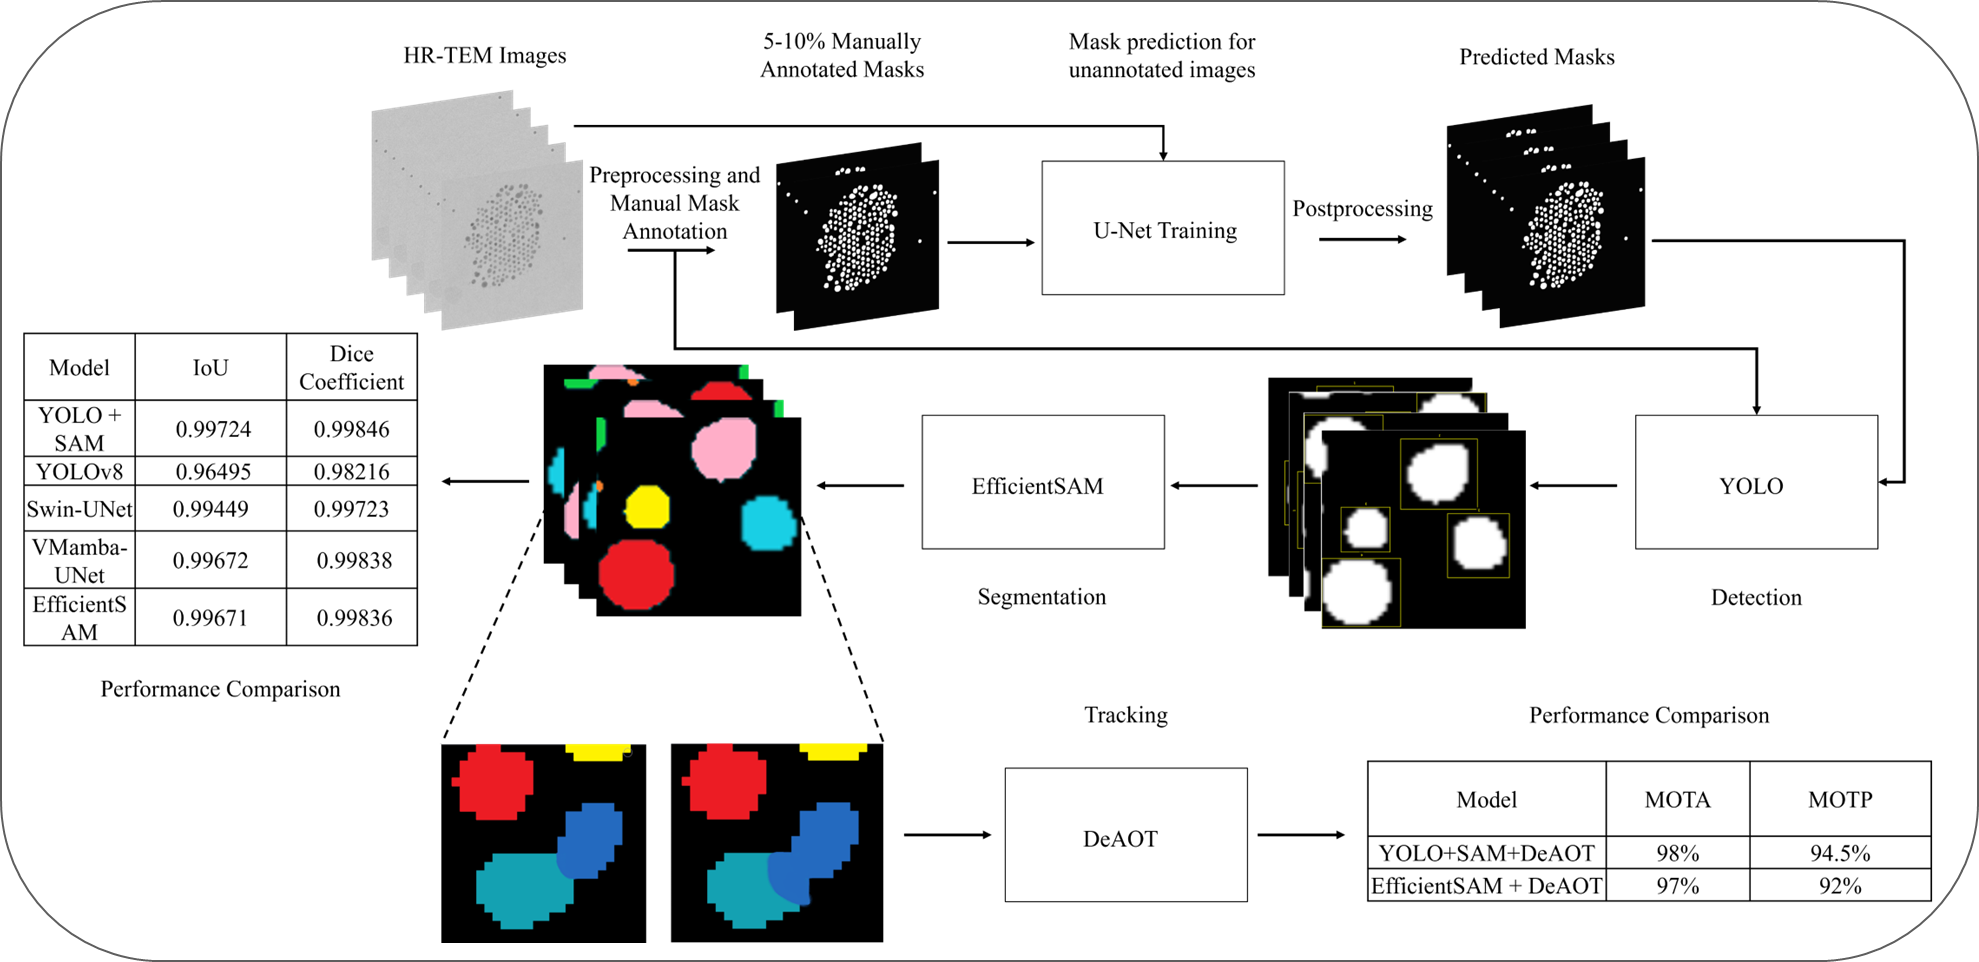 HR-TEM Images
5-10% Manually
Annotated Masks
Mask prediction for
unannotated images
Predicted Masks
Preprocessing and
Manual Mask
Annotation
U-Net Training
Postprocessing
Model
IoU
Dice
Coefficient
YOLO +
SAM
0.99724
0.99846
YOLOv8
0.96495
0.98216
Swin-UNet
0.99449
0.99723
VMamba-
UNet
0.99672
0.99838
EfficientS
AM
0.99671
0.99836
Performance Comparison
EfficientSAM
Segmentation
YOLO
Detection
Tracking
DeAOT
Performance Comparison
Model
MOTA
MOTP
YOLO+SAM+DeAOT
98%
94.5%
EfficientSAM + DeAOT
97%
92%